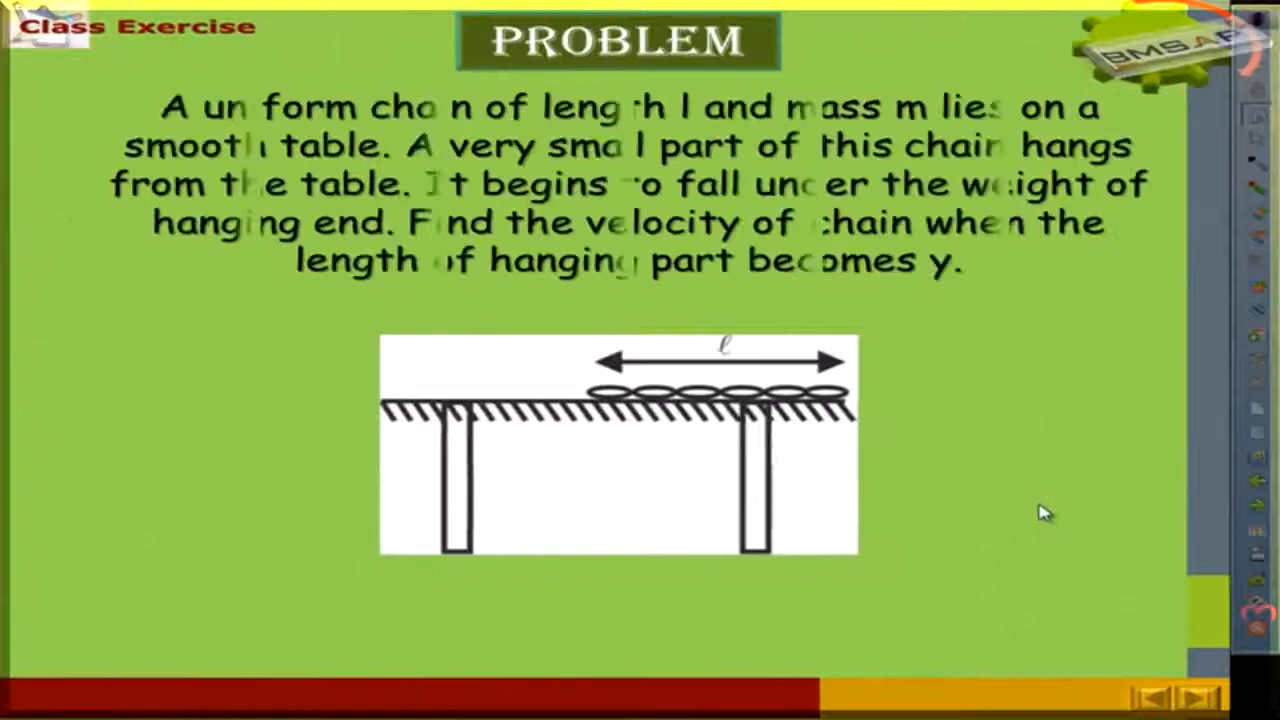 Class Exercise
PROBLEM
BMSAP
A uniform chain of length l and mass m lies on a
smooth table. A very small part of this chain hangs
from the table. It begins to fall under the weight of
hanging end. Find the velocity of chain when the
length of hanging part becomes y.
ℓ